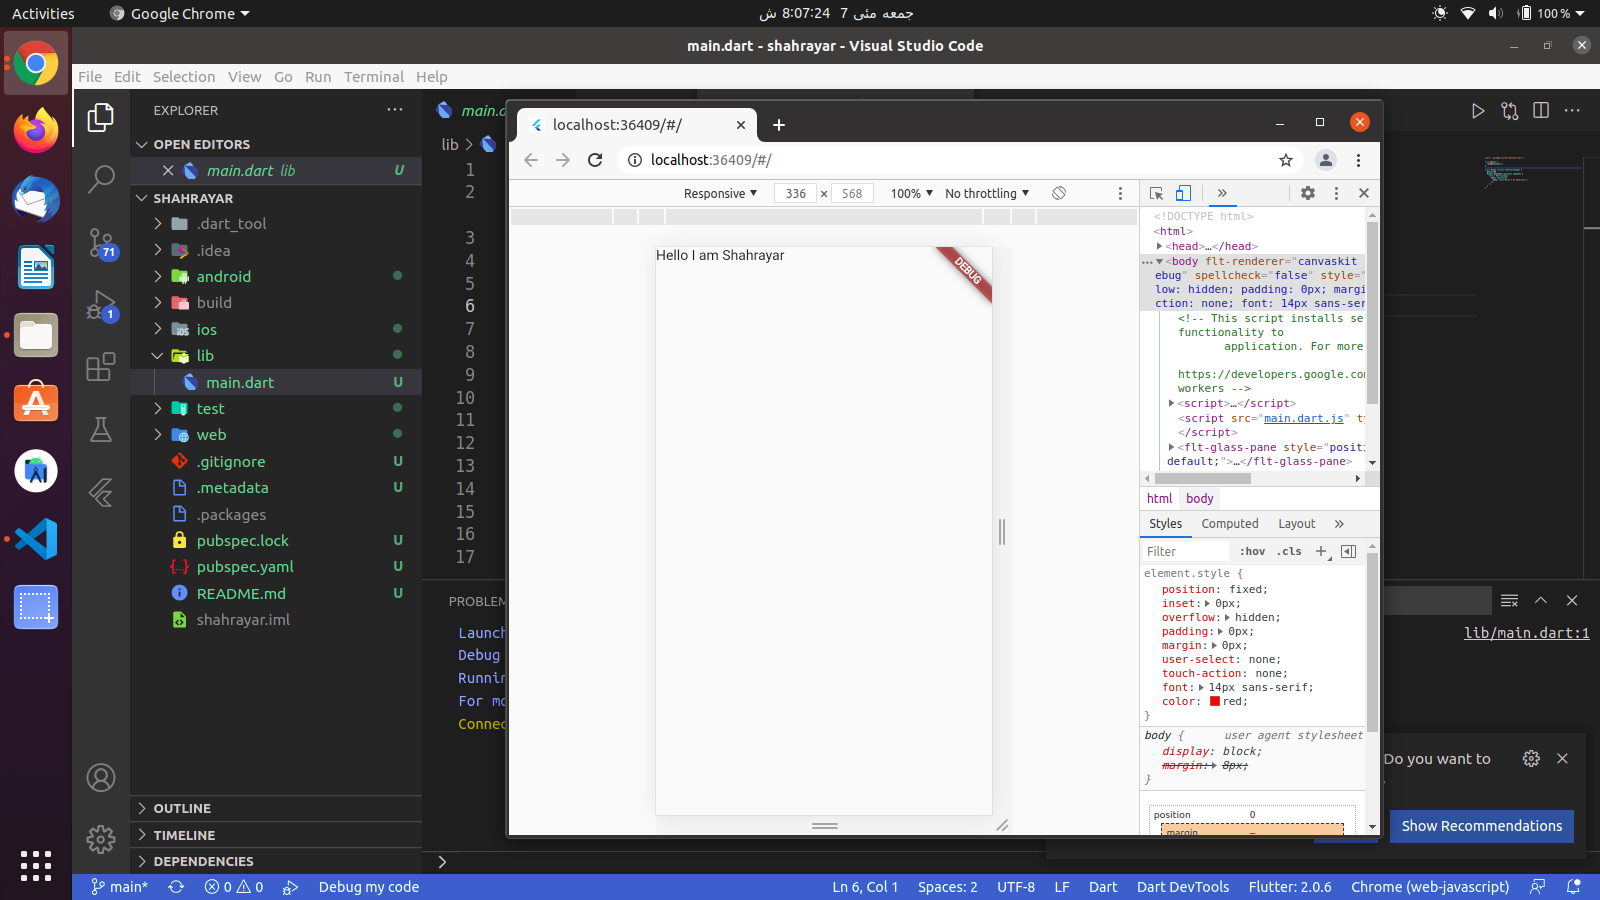 Activities
Google Chrome
جمعه مئی 7  8:07:24 ش
100 %
main.dart - shahrayar - Visual Studio Code
File Edit Selection View Go Run Terminal Help
EXPLORER
OPEN EDITORS
main.dart lib U
SHAHRAYAR
.dart_tool
.idea
android
build
ios
lib
main.dart U
test
web
.gitignore U
.metadata U
.packages
pubspec.lock U
pubspec.yaml U
README.md U
shahrayar.iml
OUTLINE
TIMELINE
DEPENDENCIES
71
1
main.d
lib
1
2
3
4
5
6
7
8
9
10
11
12
13
14
15
16
17
PROBLEM
Launch
Debug
Runnin
For mo
Connec
localhost:36409/#/
localhost:36409/#/
Responsive 336 × 568 100% No throttling
Hello I am Shahrayar
DEBUG
<!DOCTYPE html>
<html>
<head>…</head>
<body flt-renderer="canvaskit
ebug" spellcheck="false" style="
low: hidden; padding: 0px; margi
ction: none; font: 14px sans-ser
<!-- This script installs se
functionality to
application. For more
https://developers.google.co
workers -->
<script>…</script>
<script src="main.dart.js" ty
</script>
<flt-glass-pane style="positi
default;">…</flt-glass-pane>
html body
Styles Computed Layout
Filter :hov .cls
element.style {
position: fixed;
inset: 0px;
overflow: hidden;
padding: 0px;
margin: 0px;
user-select: none;
touch-action: none;
font: 14px sans-serif;
color: red;
}
body { user agent stylesheet
display: block;
margin: 8px;
}
position 0
margin –
lib/main.dart:1
Do you want to
Show Recommendations
main* 0 0 Debug my code
Ln 6, Col 1 Spaces: 2 UTF-8 LF Dart Dart DevTools Flutter: 2.0.6 Chrome (web-javascript)